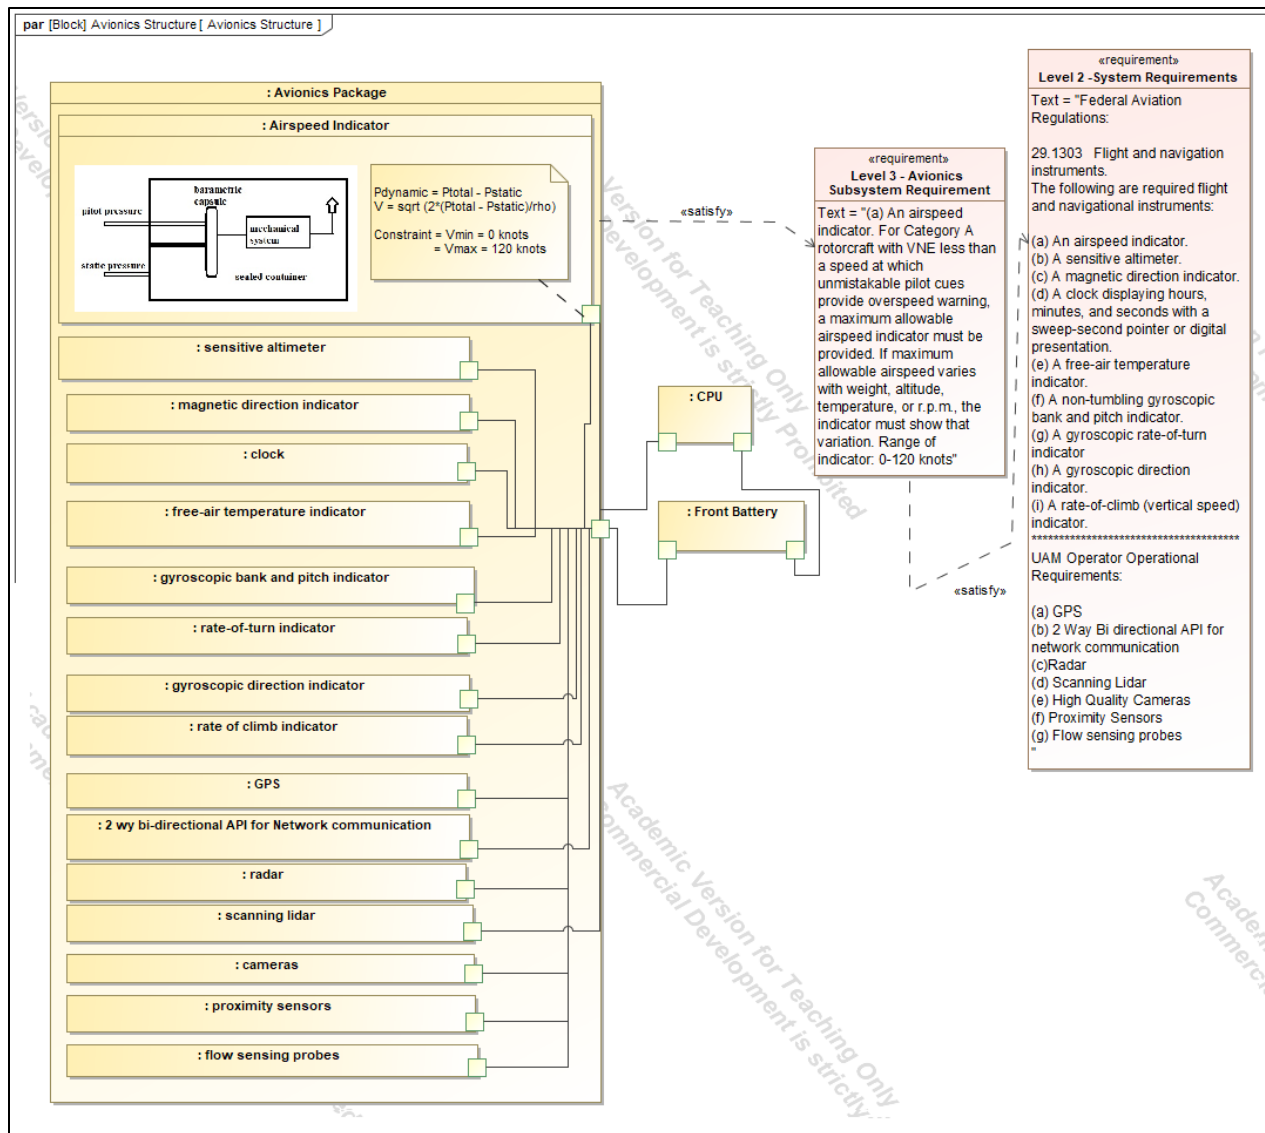 par [Block] Avionics Structure [ Avionics Structure ]
: Avionics Package
: Airspeed Indicator
barametric
capsule
pitot pressure
mechanical
system
static pressure
sealed container
Pdynamic = Ptotal - Pstatic
V = sqrt (2*(Ptotal - Pstatic)/rho)
Constraint = Vmin = 0 knots
= Vmax = 120 knots
: sensitive altimeter
: magnetic direction indicator
: clock
: free-air temperature indicator
: gyroscopic bank and pitch indicator
: rate-of-turn indicator
: gyroscopic direction indicator
: rate of climb indicator
: GPS
: 2 wy bi-directional API for Network communication
: radar
: scanning lidar
: cameras
: proximity sensors
: flow sensing probes
: CPU
: Front Battery
«satisfy»
«requirement»
Level 3 - Avionics
Subsystem Requirement
Text = "(a) An airspeed
indicator. For Category A
rotorcraft with VNE less than
a speed at which
unmistakable pilot cues
provide overspeed warning,
a maximum allowable
airspeed indicator must be
provided. If maximum
allowable airspeed varies
with weight, altitude,
temperature, or r.p.m., the
indicator must show that
variation. Range of
indicator: 0-120 knots"
«satisfy»
«requirement»
Level 2 -System Requirements
Text = "Federal Aviation
Regulations:
29.1303 Flight and navigation
instruments.
The following are required flight
and navigational instruments:
(a) An airspeed indicator.
(b) A sensitive altimeter.
(c) A magnetic direction indicator.
(d) A clock displaying hours,
minutes, and seconds with a
sweep-second pointer or digital
presentation.
(e) A free-air temperature
indicator.
(f) A non-tumbling gyroscopic
bank and pitch indicator.
(g) A gyroscopic rate-of-turn
indicator
(h) A gyroscopic direction
indicator.
(i) A rate-of-climb (vertical speed)
indicator.
**************************************
UAM Operator Operational
Requirements:
(a) GPS
(b) 2 Way Bi directional API for
network communication
(c)Radar
(d) Scanning Lidar
(e) High Quality Cameras
(f) Proximity Sensors
(g) Flow sensing probes
"
Version for Teaching Only
Development is strictly Prohibited
Academic Version for Teaching Only
Commercial Development is strictly